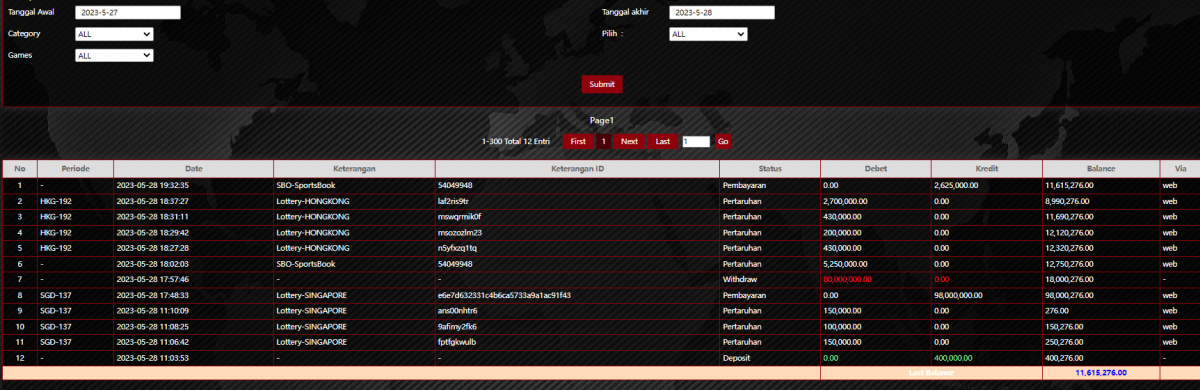 Tanggal Awal 2023-5-27 Tanggal akhir 2023-5-28
Category ALL Pilih : ALL
Games ALL
Submit
Page1
1-300 Total 12 Entri First 1 Next Last 1 Go
No Periode Date Keterangan Keterangan ID Status Debet Kredit Balance Via
1 - 2023-05-28 19:32:35 SBO-SportsBook 54049948 Pembayaran 0.00 2,625,000.00 11,615,276.00 web
2 HKG-192 2023-05-28 18:37:27 Lottery-HONGKONG laf2ris9tr Pertaruhan 2,700,000.00 0.00 8,990,276.00 web
3 HKG-192 2023-05-28 18:31:11 Lottery-HONGKONG mswqrmik0f Pertaruhan 430,000.00 0.00 11,690,276.00 web
4 HKG-192 2023-05-28 18:29:42 Lottery-HONGKONG msozozlm23 Pertaruhan 200,000.00 0.00 12,120,276.00 web
5 HKG-192 2023-05-28 18:27:28 Lottery-HONGKONG n5yfxzq1tq Pertaruhan 430,000.00 0.00 12,320,276.00 web
6 - 2023-05-28 18:02:03 SBO-SportsBook 54049948 Pertaruhan 5,250,000.00 0.00 12,750,276.00 web
7 - 2023-05-28 17:57:46 - - Withdraw 80,000,000.00 0.00 18,000,276.00 -
8 SGD-137 2023-05-28 17:48:33 Lottery-SINGAPORE e6e7d632331c4b6ca5733a9a1ac91f43 Pembayaran 0.00 98,000,000.00 98,000,276.00 web
9 SGD-137 2023-05-28 11:10:09 Lottery-SINGAPORE ans00nhtr6 Pertaruhan 150,000.00 0.00 276.00 web
10 SGD-137 2023-05-28 11:08:25 Lottery-SINGAPORE 9afimy2fk6 Pertaruhan 100,000.00 0.00 150,276.00 web
11 SGD-137 2023-05-28 11:06:42 Lottery-SINGAPORE fptfgkwulb Pertaruhan 150,000.00 0.00 250,276.00 web
12 - 2023-05-28 11:03:53 - - Deposit 0.00 400,000.00 400,276.00 -
Last Balance 11,615,276.00